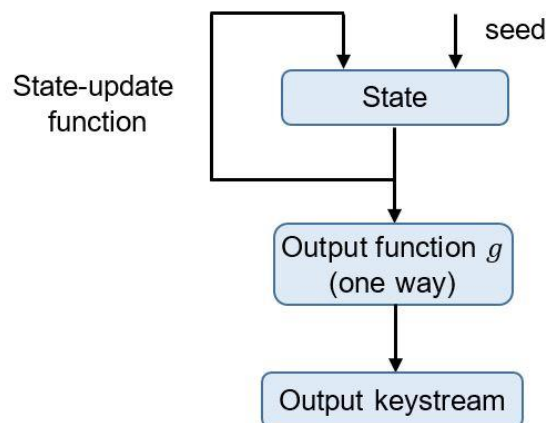 seed
State-update
function
State
Output function g
(one way)
Output keystream